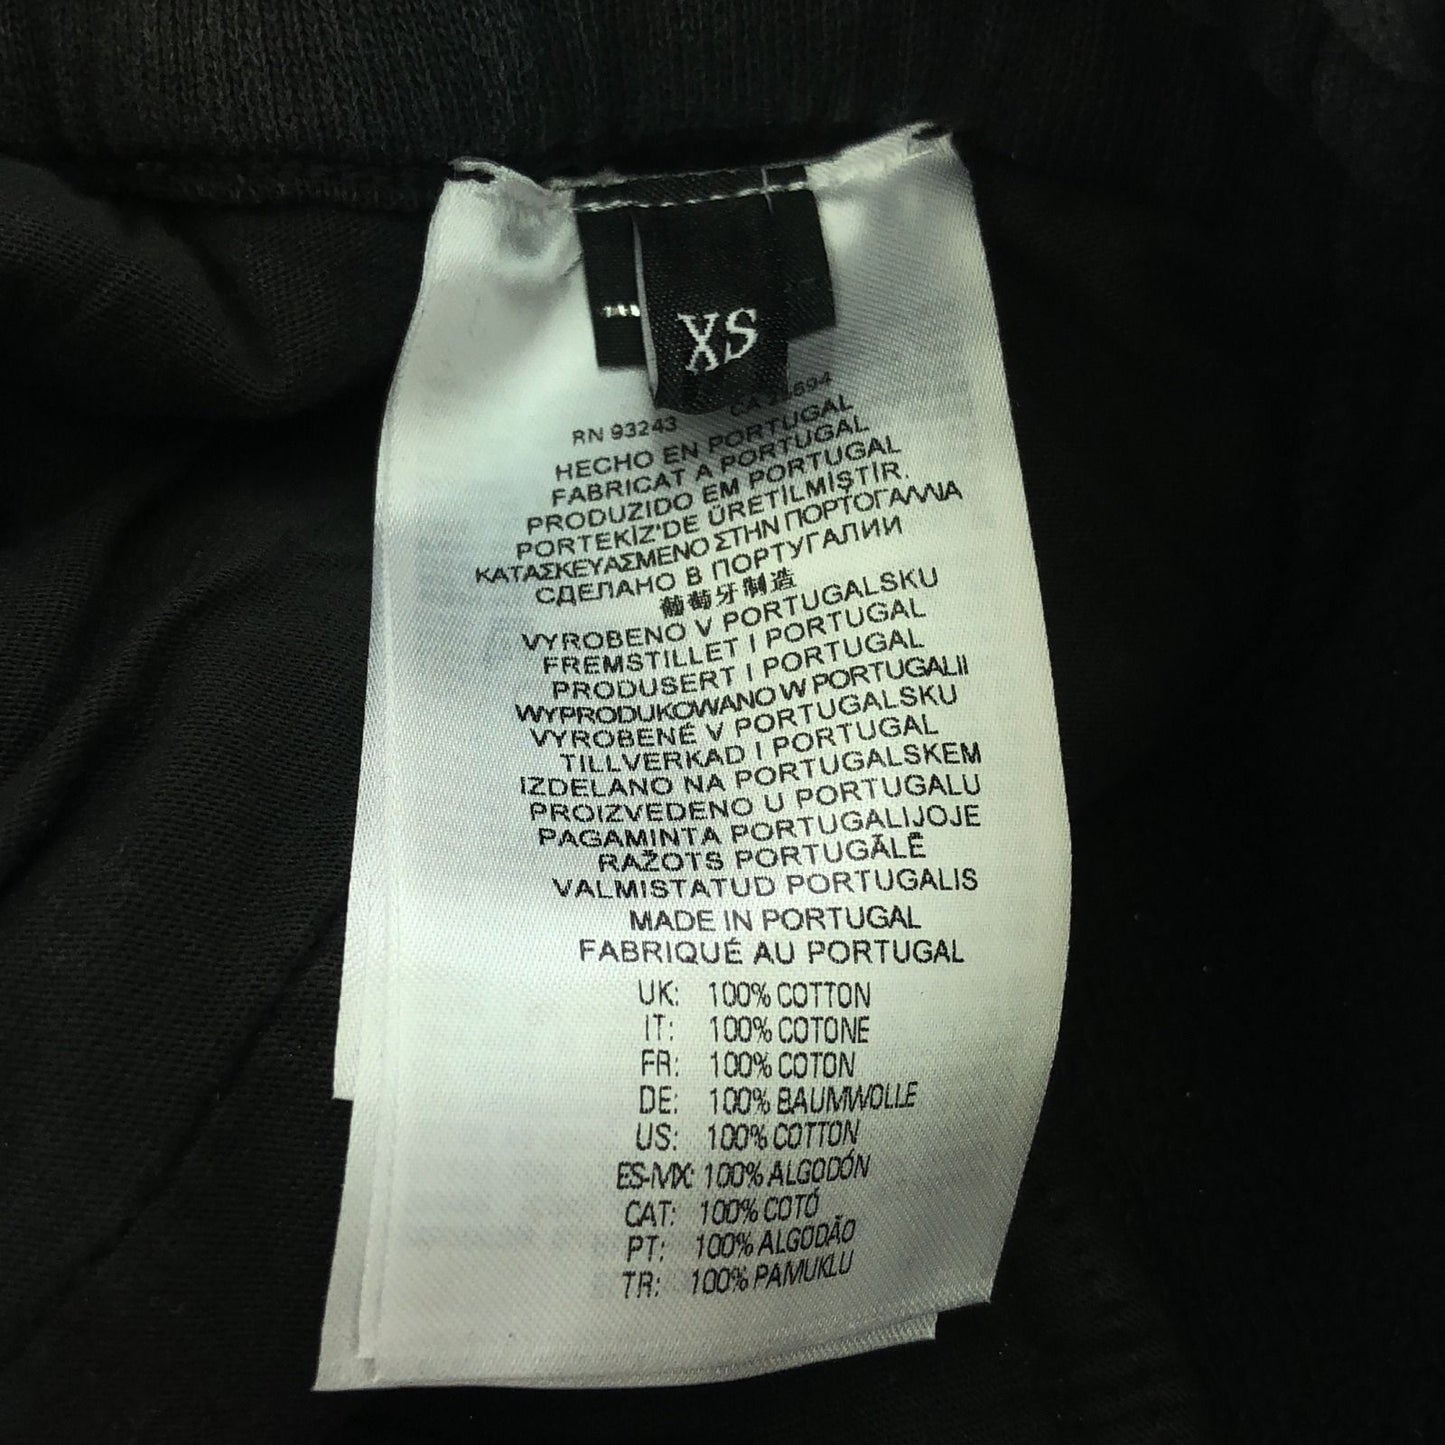 XS
RN 93243 CA
HECHO EN PORTUGAL
FABRICAT A PORTUGAL
PRODUZIDO EM PORTUGAL
PORTEKİZ'DE ÜRETİLMİŞTİR.
ΚΑΤΑΣΚΕΥΑΣΜΕΝΟ ΣΤΗΝ ΠΟΡΤΟΓΑΛΛΙΑ
СДЕЛАНО В ПОРТУГАЛИИ
葡萄牙制造
VYROBENO V PORTUGALSKU
FREMSTILLET I PORTUGAL
PRODUSERT I PORTUGAL
WYPRODUKOWANO W PORTUGALII
VYROBENÉ V PORTUGALSKU
TILLVERKAD I PORTUGAL
IZDELANO NA PORTUGALSKEM
PROIZVEDENO U PORTUGALU
PAGAMINTA PORTUGALIJOJE
RAŽOTS PORTUGĀLĒ
VALMISTATUD PORTUGALIS
MADE IN PORTUGAL
FABRIQUÉ AU PORTUGAL
UK: 100% COTTON
IT: 100% COTONE
FR: 100% COTON
DE: 100% BAUMWOLLE
US: 100% COTTON
ES-MX: 100% ALGODÓN
CAT: 100% COTÓ
PT: 100% ALGODÃO
TR: 100% PAMUKLU